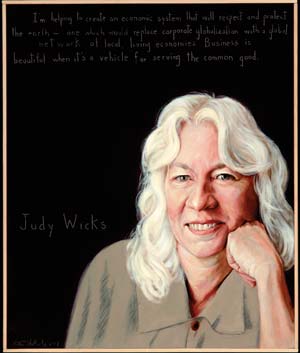 I'm helping to create an economic system that will respect and protect
the earth – one which would replace corporate globalization with a global
network of local living economies. Business is
beautiful when it's a vehicle for serving the common good.
Judy Wicks